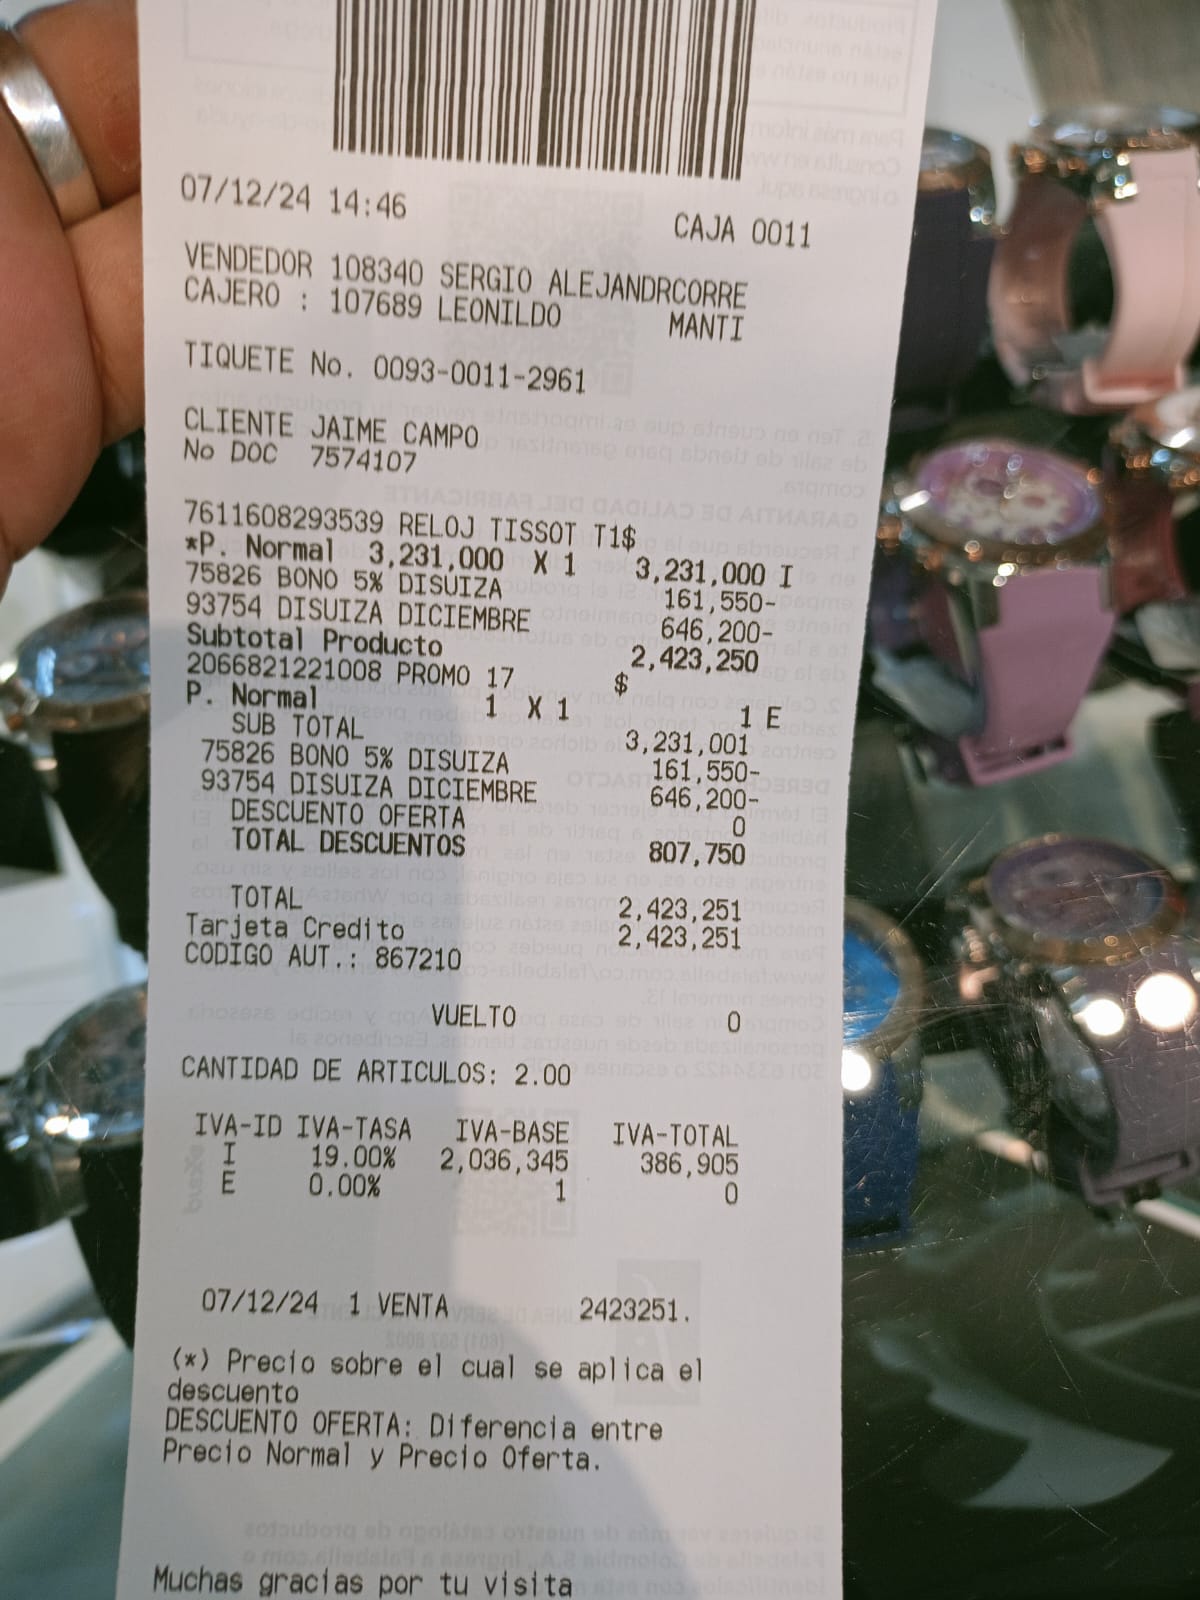 07/12/24 14:46 CAJA 0011
VENDEDOR 108340 SERGIO ALEJANDRCORRE
CAJERO : 107689 LEONILDO MANTI
TIQUETE No. 0093-0011-2961
CLIENTE JAIME CAMPO
No DOC 7574107
7611608293539 RELOJ TISSOT T1$
*P. Normal 3,231,000 X 1 3,231,000 I
75826 BONO 5% DISUIZA 161,550-
93754 DISUIZA DICIEMBRE 646,200-
Subtotal Producto 2,423,250
2066821221008 PROMO 17 $
P. Normal 1 X 1 1 E
SUB TOTAL 3,231,001
75826 BONO 5% DISUIZA 161,550-
93754 DISUIZA DICIEMBRE 646,200-
DESCUENTO OFERTA 0
TOTAL DESCUENTOS 807,750
TOTAL 2,423,251
Tarjeta Credito 2,423,251
CODIGO AUT.: 867210
VUELTO 0
CANTIDAD DE ARTICULOS: 2.00
IVA-ID IVA-TASA IVA-BASE IVA-TOTAL
I 19.00% 2,036,345 386,905
E 0.00% 1 0
07/12/24 1 VENTA 2423251.
(*) Precio sobre el cual se aplica el
descuento
DESCUENTO OFERTA: Diferencia entre
Precio Normal y Precio Oferta.
Muchas gracias por tu visita